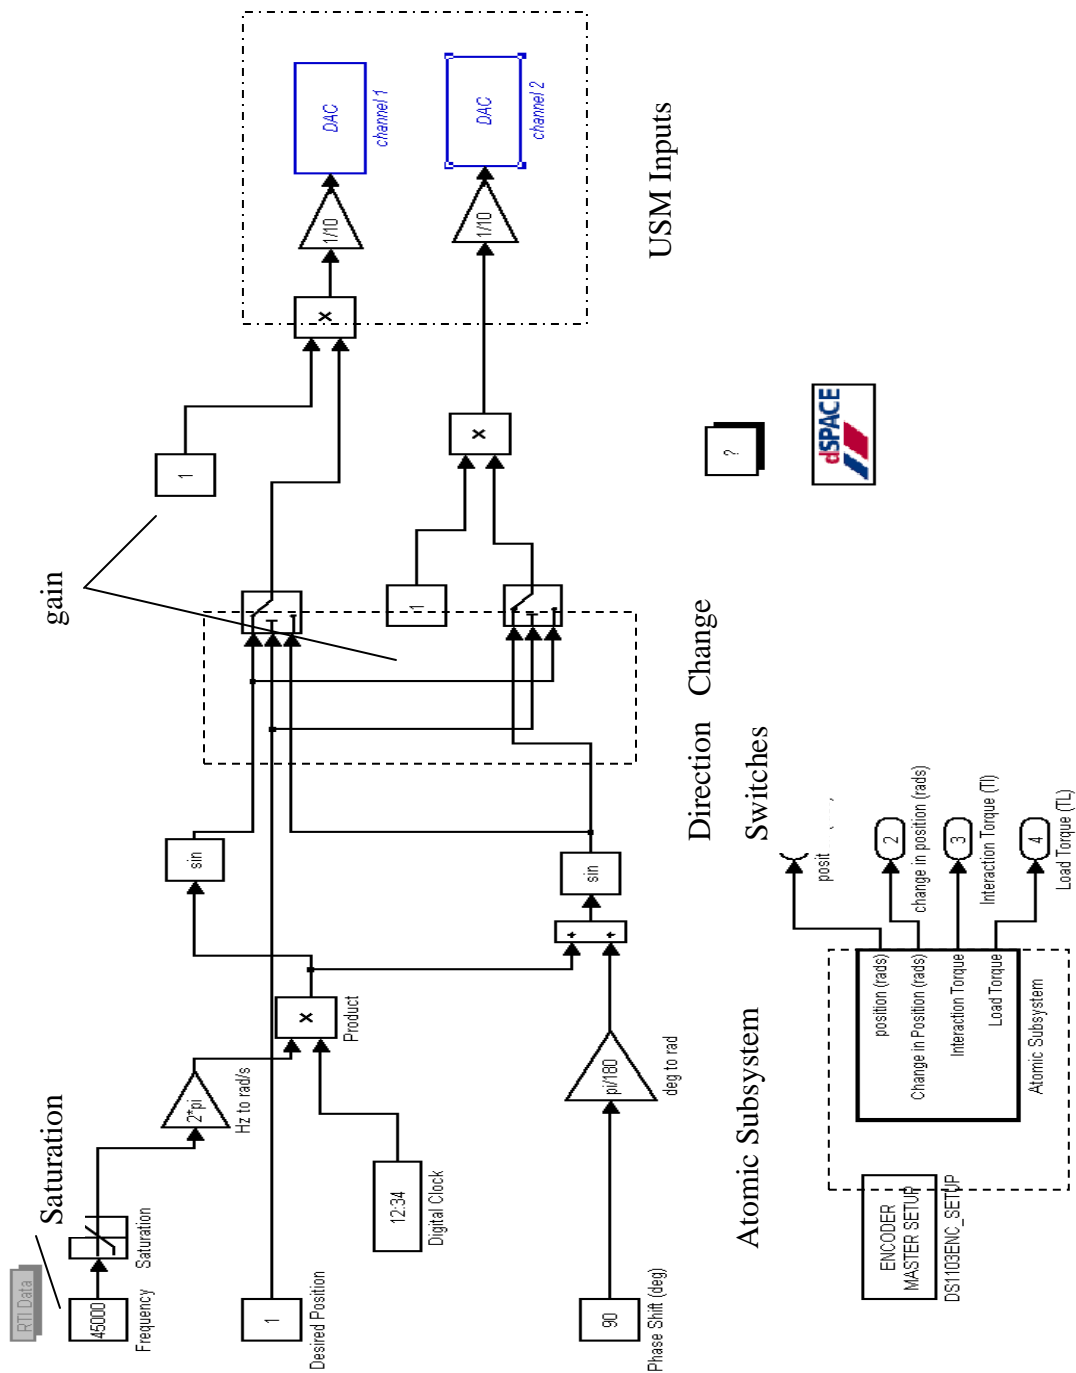 RTI Data
45000
Frequency
Saturation
Saturation
2*pi
Hz to rad/s
1
Desired Position
12:34
Digital Clock
x
Product
90
Phase Shift (deg)
pi/180
deg to rad
+
+
sin
sin
gain
1
1
x
x
1/10
1/10
DAC
channel 1
DAC
channel 2
USM Inputs
Direction Change
Switches
?
dSPACE
Atomic Subsystem
ENCODER
MASTER SETUP
DS1103ENC_SETUP
position (rads)
Change in Position (rads)
Interaction Torque
Load Torque
Atomic Subsystem
posit
2
change in position (rads)
3
Interaction Torque (TI)
4
Load Torque (TL)